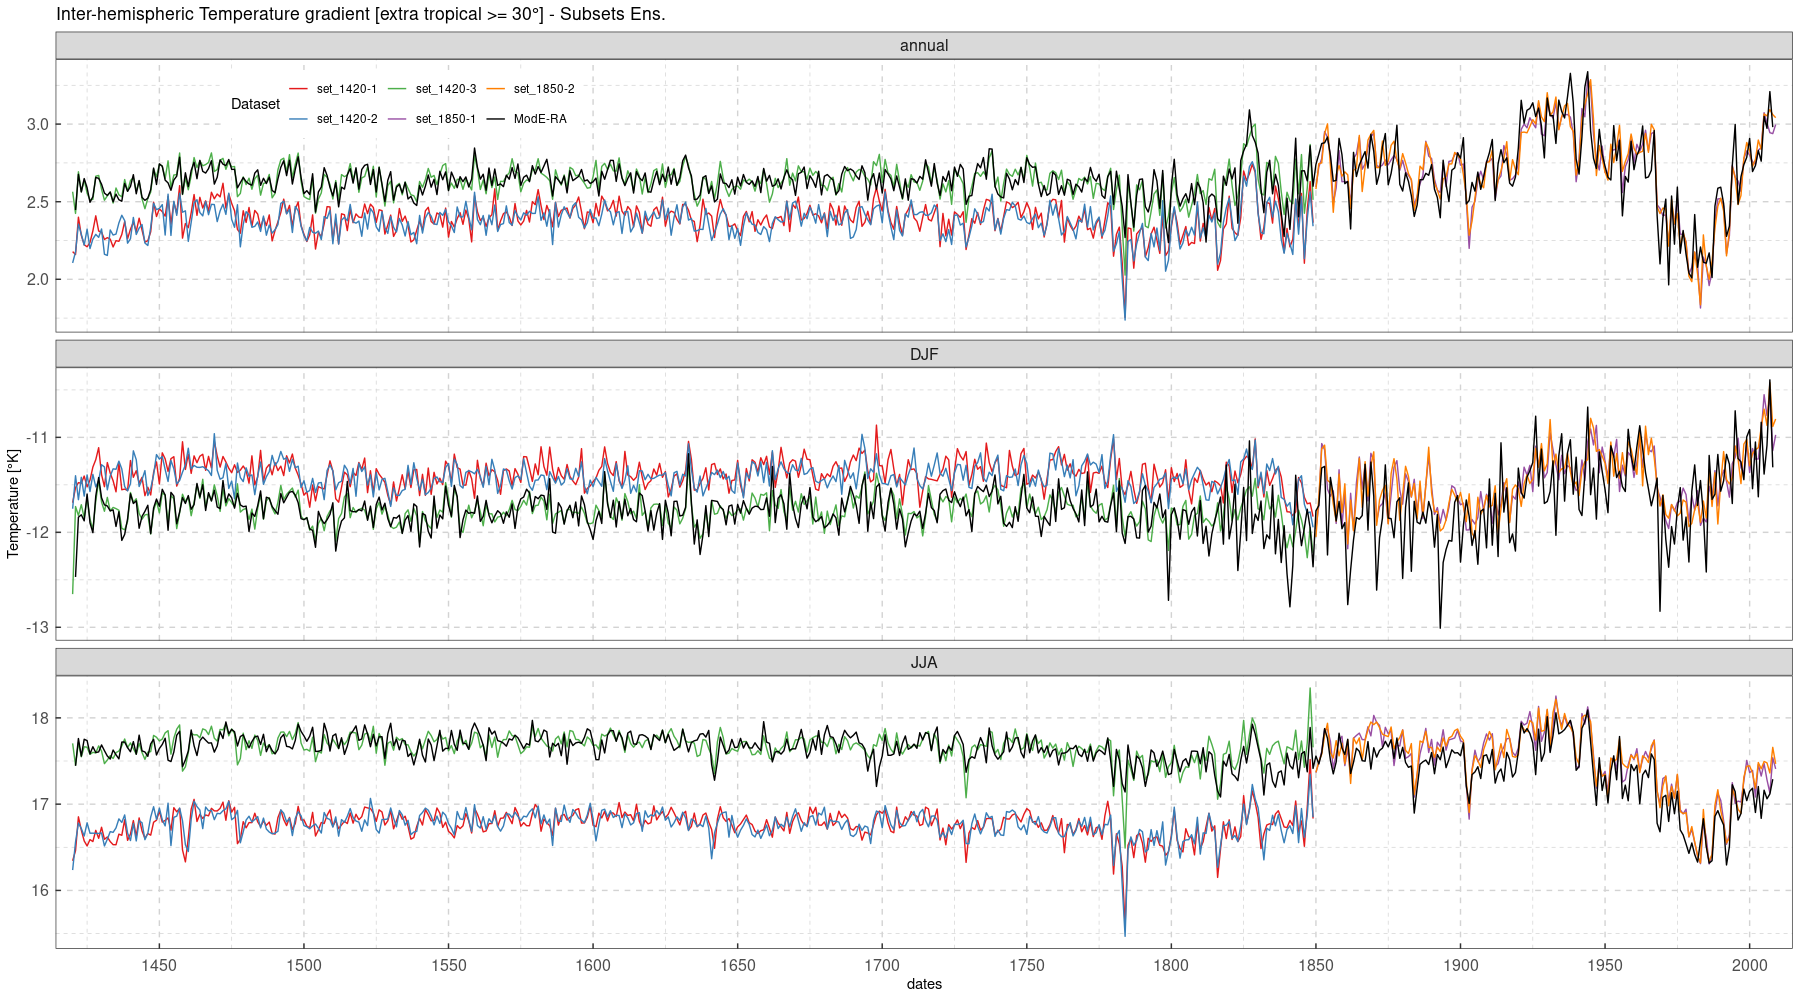 Inter-hemispheric Temperature gradient [extra tropical >= 30°] - Subsets Ens.
annual
Dataset
set_1420-1 set_1420-3 set_1850-2
set_1420-2 set_1850-1 ModE-RA
3.0
2.5
2.0
DJF
Temperature [°K]
-11
-12
-13
JJA
18
17
16
1450 1500 1550 1600 1650 1700 1750 1800 1850 1900 1950 2000
dates